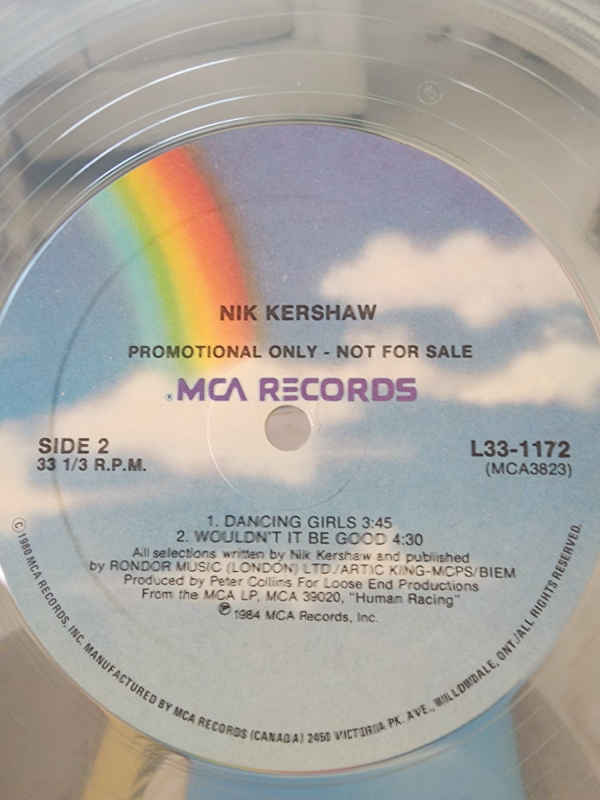 NIK KERSHAW
PROMOTIONAL ONLY - NOT FOR SALE
MCA RECORDS
SIDE 2
33 1/3 R.P.M.
L33-1172
(MCA3823)
1. DANCING GIRLS 3:45
2. WOULDN'T IT BE GOOD 4:30
All selections written by Nik Kershaw and published
by RONDOR MUSIC (LONDON) LTD./ARTIC KING-MCPS/BIEM
Produced by Peter Collins For Loose End Productions
From the MCA LP, MCA 39020, "Human Racing"
℗ 1984 MCA Records, Inc.
© 1980 MCA RECORDS, INC. MANUFACTURED BY MCA RECORDS (CANADA) 2450 VICTORIA PK. AVE., WILLOWDALE, ONT./ALL RIGHTS RESERVED.